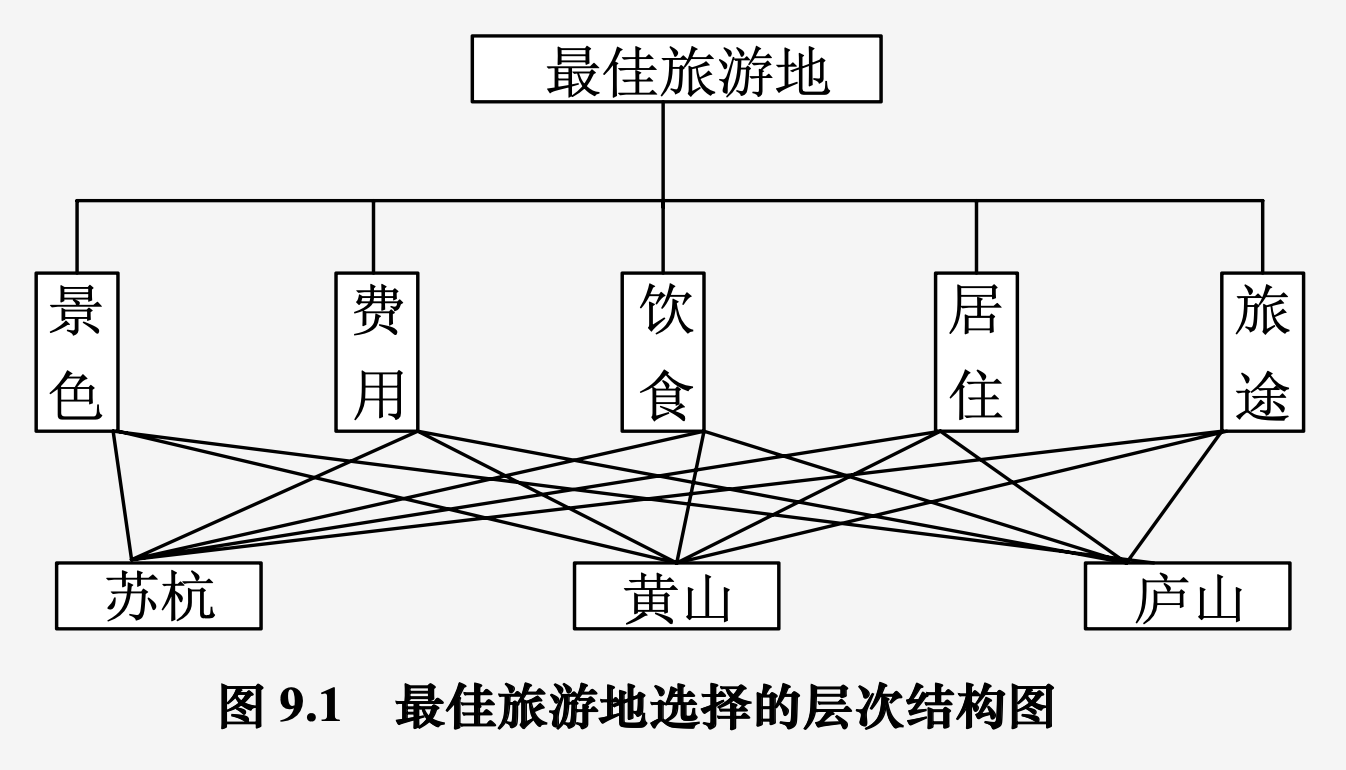 最佳旅游地
景色
费用
饮食
居住
旅途
苏杭
黄山
庐山
图 9.1 最佳旅游地选择的层次结构图